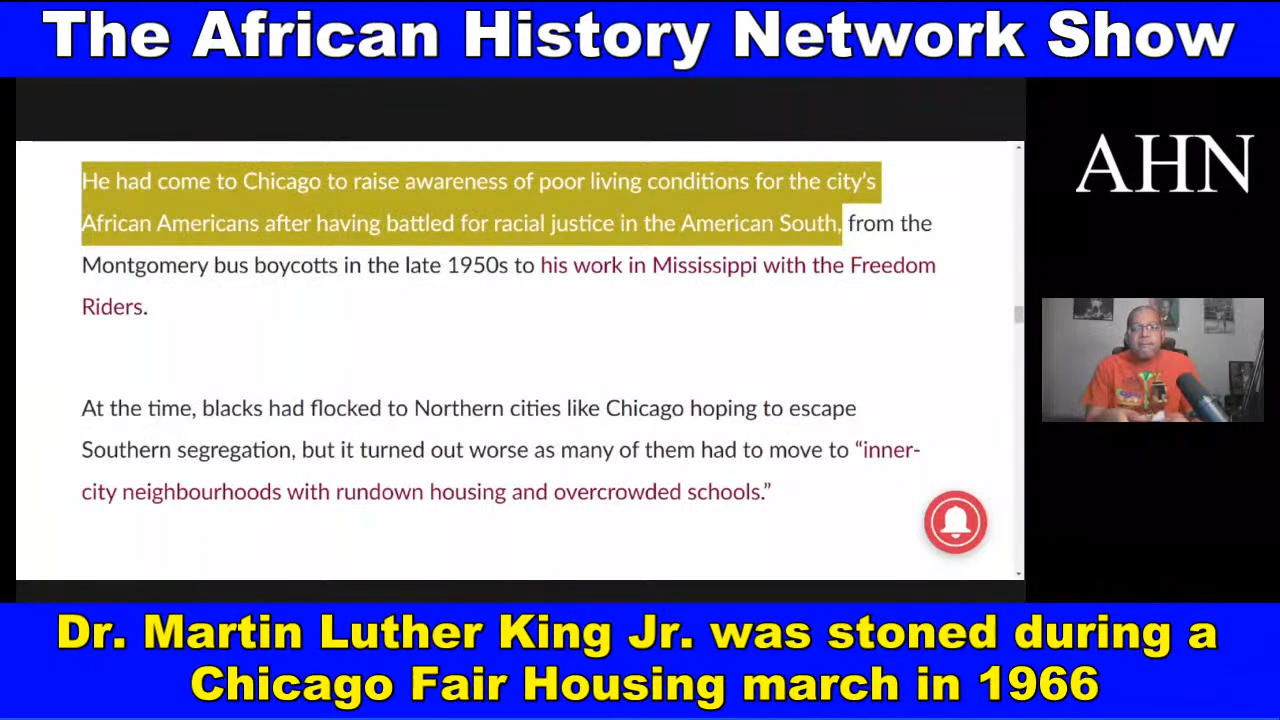 The African History Network Show
AHN
He had come to Chicago to raise awareness of poor living conditions for the city’s
African Americans after having battled for racial justice in the American South, from the
Montgomery bus boycotts in the late 1950s to his work in Mississippi with the Freedom
Riders.
At the time, blacks had flocked to Northern cities like Chicago hoping to escape
Southern segregation, but it turned out worse as many of them had to move to “inner-
city neighbourhoods with rundown housing and overcrowded schools.”
Dr. Martin Luther King Jr. was stoned during a
Chicago Fair Housing march in 1966